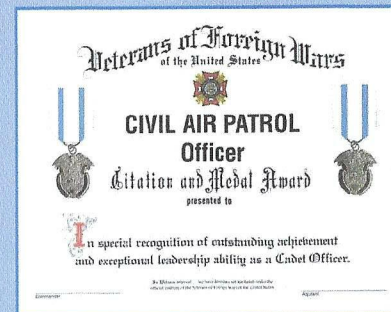 Veterans of Foreign Wars
of the United States
CIVIL AIR PATROL
Officer
Citation and Medal Award
presented to
In special recognition of outstanding achievement
and exceptional leadership ability as a Cadet Officer.
Commander
Adjutant